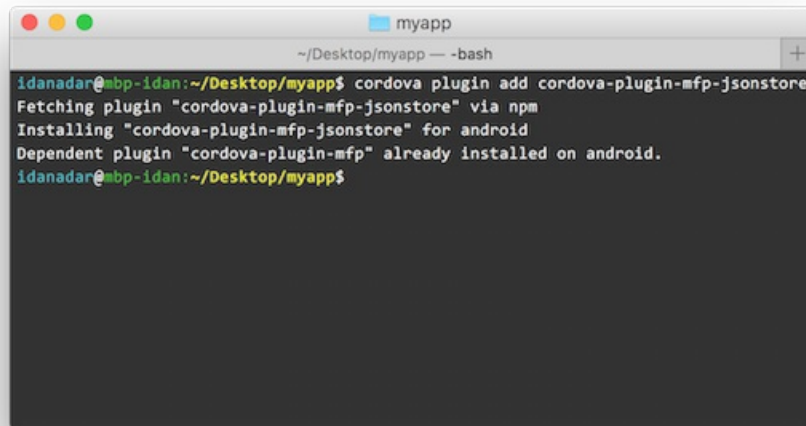 myapp
~/Desktop/myapp — -bash
idanadar@mbp-idan:~/Desktop/myapp$ cordova plugin add cordova-plugin-mfp-jsonstore
Fetching plugin "cordova-plugin-mfp-jsonstore" via npm
Installing "cordova-plugin-mfp-jsonstore" for android
Dependent plugin "cordova-plugin-mfp" already installed on android.
idanadar@mbp-idan:~/Desktop/myapp$